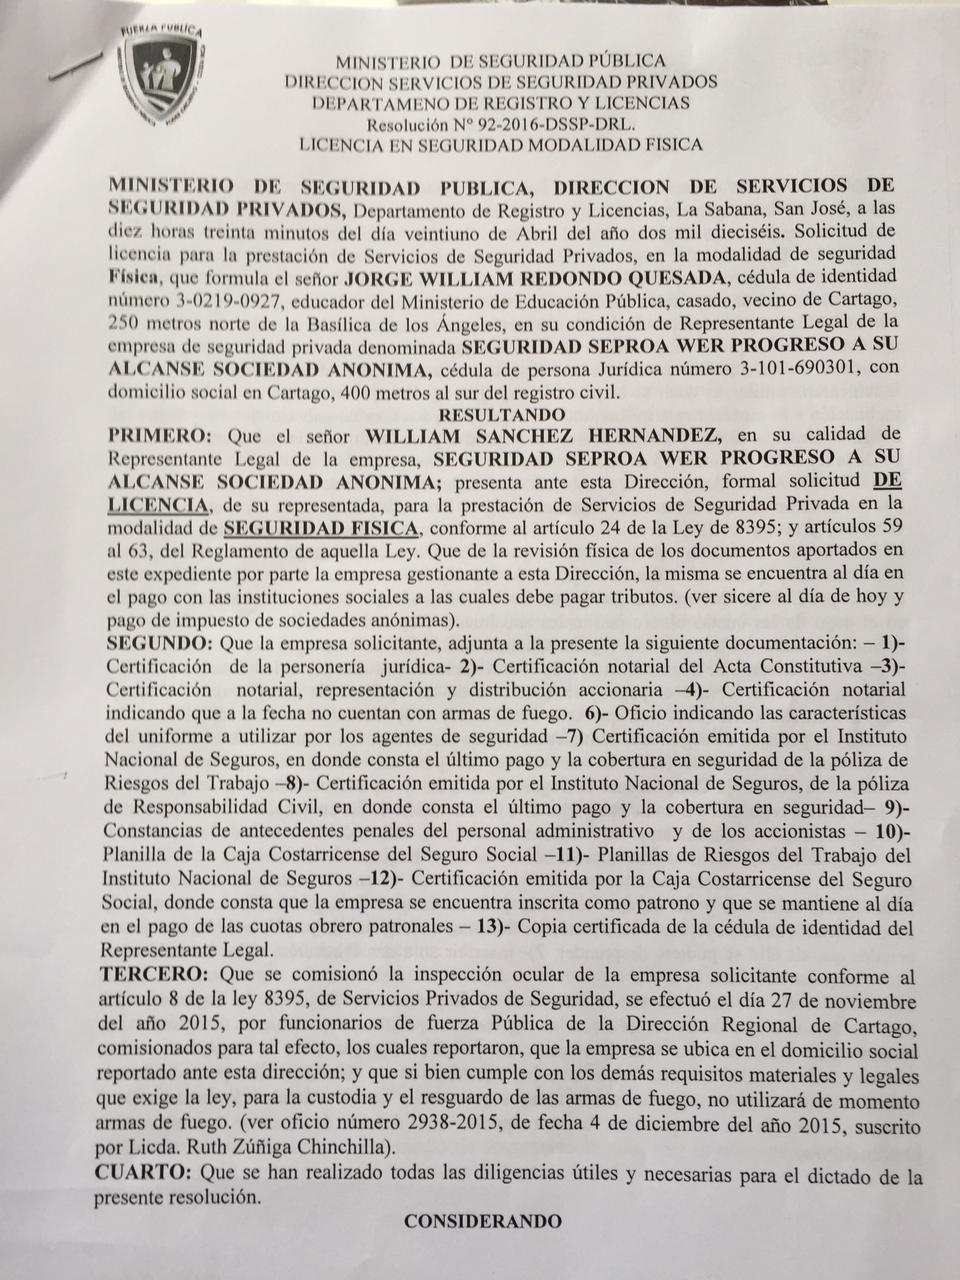 FUERZA PUBLICA
MINISTERIO DE SEGURIDAD PÚBLICA
DIRECCION SERVICIOS DE SEGURIDAD PRIVADOS
DEPARTAMENO DE REGISTRO Y LICENCIAS
Resolución Nº 92-2016-DSSP-DRL.
LICENCIA EN SEGURIDAD MODALIDAD FISICA
MINISTERIO DE SEGURIDAD PUBLICA, DIRECCION DE SERVICIOS DE
SEGURIDAD PRIVADOS, Departamento de Registro y Licencias, La Sabana, San José, a las
diez horas treinta minutos del día veintiuno de Abril del año dos mil dieciséis. Solicitud de
licencia para la prestación de Servicios de Seguridad Privados, en la modalidad de seguridad
Física, que formula el señor JORGE WILLIAM REDONDO QUESADA, cédula de identidad
número 3-0219-0927, educador del Ministerio de Educación Pública, casado, vecino de Cartago,
250 metros norte de la Basílica de los Ángeles, en su condición de Representante Legal de la
empresa de seguridad privada denominada SEGURIDAD SEPROA WER PROGRESO A SU
ALCANSE SOCIEDAD ANONIMA, cédula de persona Jurídica número 3-101-690301, con
domicilio social en Cartago, 400 metros al sur del registro civil.
RESULTANDO
PRIMERO: Que el señor WILLIAM SANCHEZ HERNANDEZ, en su calidad de
Representante Legal de la empresa, SEGURIDAD SEPROA WER PROGRESO A SU
ALCANSE SOCIEDAD ANONIMA; presenta ante esta Dirección, formal solicitud DE
LICENCIA, de su representada, para la prestación de Servicios de Seguridad Privada en la
modalidad de SEGURIDAD FISICA, conforme al artículo 24 de la Ley de 8395; y artículos 59
al 63, del Reglamento de aquella Ley. Que de la revisión física de los documentos aportados en
este expediente por parte la empresa gestionante a esta Dirección, la misma se encuentra al día en
el pago con las instituciones sociales a las cuales debe pagar tributos. (ver sicere al día de hoy y
pago de impuesto de sociedades anónimas).
SEGUNDO: Que la empresa solicitante, adjunta a la presente la siguiente documentación: – 1)-
Certificación de la personería jurídica- 2)- Certificación notarial del Acta Constitutiva –3)-
Certificación notarial, representación y distribución accionaria –4)- Certificación notarial
indicando que a la fecha no cuentan con armas de fuego. 6)- Oficio indicando las características
del uniforme a utilizar por los agentes de seguridad –7) Certificación emitida por el Instituto
Nacional de Seguros, en donde consta el último pago y la cobertura en seguridad de la póliza de
Riesgos del Trabajo –8)- Certificación emitida por el Instituto Nacional de Seguros, de la póliza
de Responsabilidad Civil, en donde consta el último pago y la cobertura en seguridad– 9)-
Constancias de antecedentes penales del personal administrativo y de los accionistas – 10)-
Planilla de la Caja Costarricense del Seguro Social –11)- Planillas de Riesgos del Trabajo del
Instituto Nacional de Seguros –12)- Certificación emitida por la Caja Costarricense del Seguro
Social, donde consta que la empresa se encuentra inscrita como patrono y que se mantiene al día
en el pago de las cuotas obrero patronales – 13)- Copia certificada de la cédula de identidad del
Representante Legal.
TERCERO: Que se comisionó la inspección ocular de la empresa solicitante conforme al
artículo 8 de la ley 8395, de Servicios Privados de Seguridad, se efectuó el día 27 de noviembre
del año 2015, por funcionarios de fuerza Pública de la Dirección Regional de Cartago,
comisionados para tal efecto, los cuales reportaron, que la empresa se ubica en el domicilio social
reportado ante esta dirección; y que si bien cumple con los demás requisitos materiales y legales
que exige la ley, para la custodia y el resguardo de las armas de fuego, no utilizará de momento
armas de fuego. (ver oficio número 2938-2015, de fecha 4 de diciembre del año 2015, suscrito
por Licda. Ruth Zúñiga Chinchilla).
CUARTO: Que se han realizado todas las diligencias útiles y necesarias para el dictado de la
presente resolución.
CONSIDERANDO